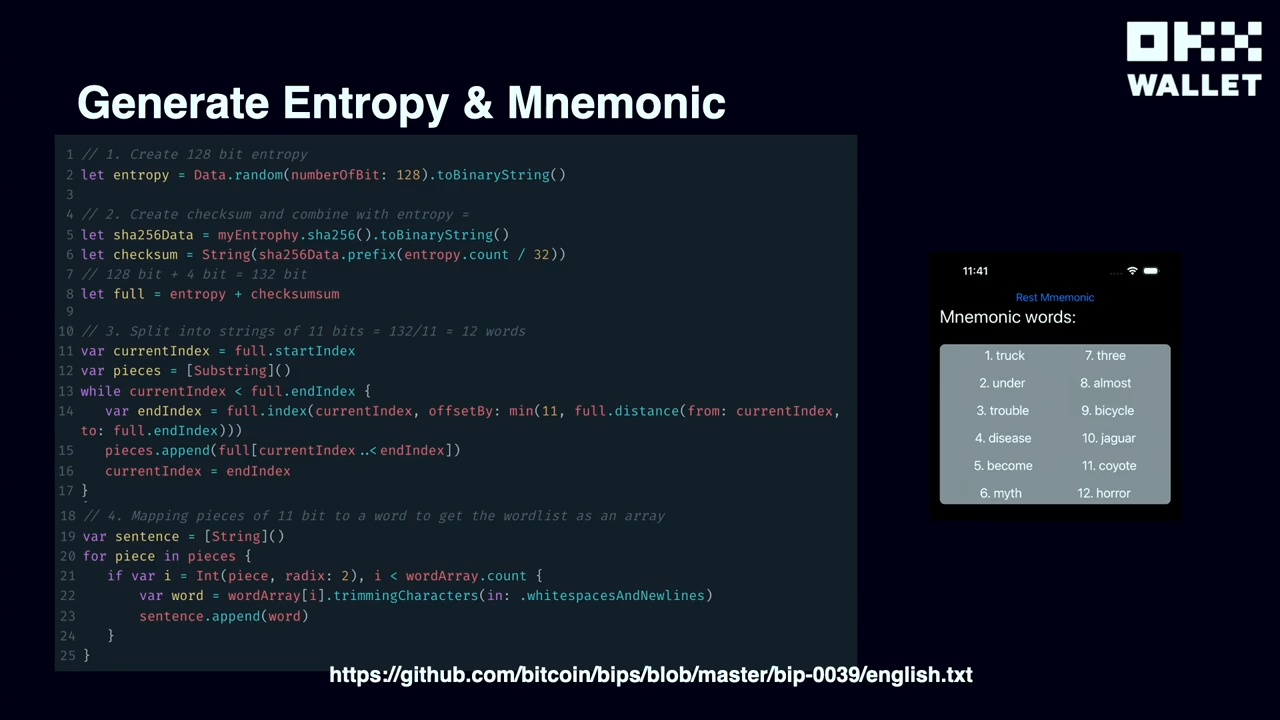 OKX
WALLET
Generate Entropy & Mnemonic
1 // 1. Create 128 bit entropy
2 let entropy = Data.random(numberOfBit: 128).toBinaryString()
3
4 // 2. Create checksum and combine with entropy =
5 let sha256Data = myEntrophy.sha256().toBinaryString()
6 let checksum = String(sha256Data.prefix(entropy.count / 32))
7 // 128 bit + 4 bit = 132 bit
8 let full = entropy + checksumsum
9
10 // 3. Split into strings of 11 bits = 132/11 = 12 words
11 var currentIndex = full.startIndex
12 var pieces = [Substring]()
13 while currentIndex < full.endIndex {
14 var endIndex = full.index(currentIndex, offsetBy: min(11, full.distance(from: currentIndex,
to: full.endIndex)))
15 pieces.append(full[currentIndex..<endIndex])
16 currentIndex = endIndex
17 }
18 // 4. Mapping pieces of 11 bit to a word to get the wordlist as an array
19 var sentence = [String]()
20 for piece in pieces {
21 if var i = Int(piece, radix: 2), i < wordArray.count {
22 var word = wordArray[i].trimmingCharacters(in: .whitespacesAndNewlines)
23 sentence.append(word)
24 }
25 }
11:41
Rest Mmemonic
Mnemonic words:
1. truck
7. three
2. under
8. almost
3. trouble
9. bicycle
4. disease
10. jaguar
5. become
11. coyote
6. myth
12. horror
https://github.com/bitcoin/bips/blob/master/bip-0039/english.txt